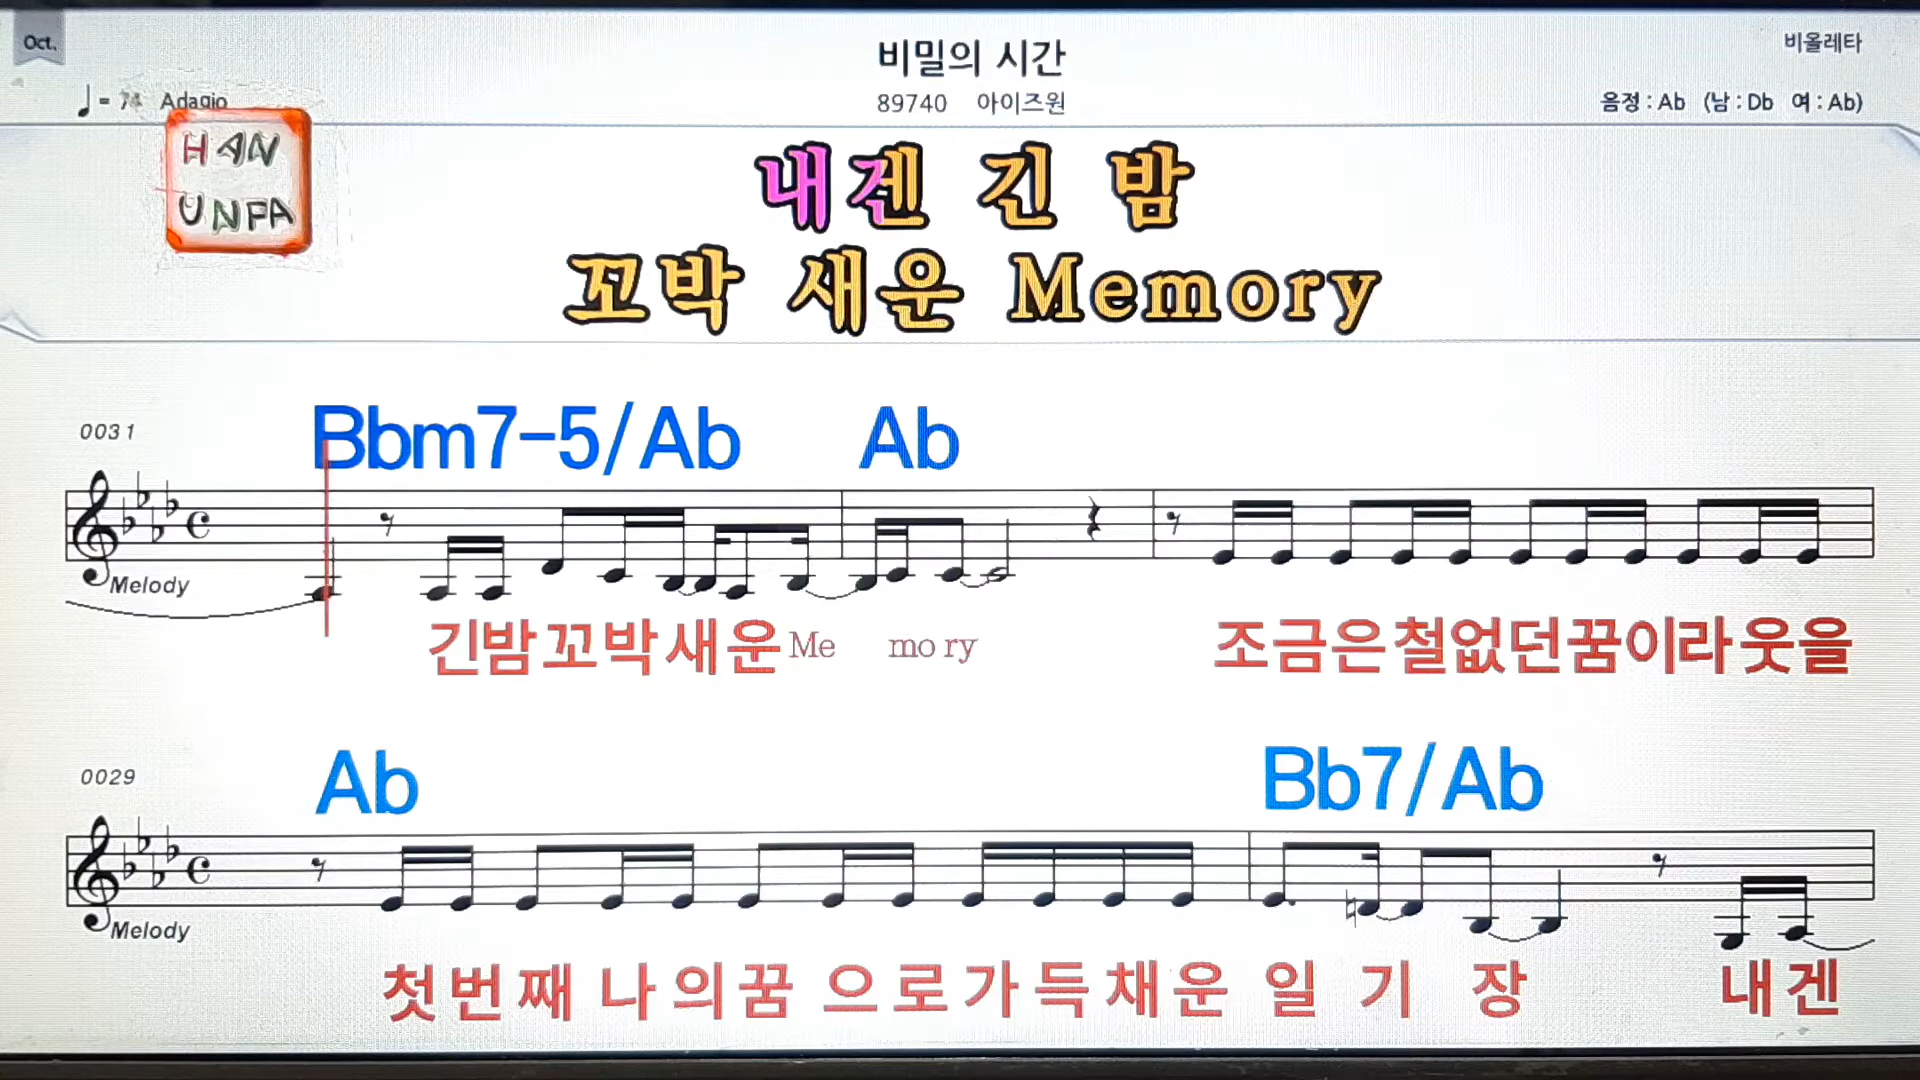 Oct.
비밀의 시간
비올레타
♩ = 74 Adagio
89740 아이즈원
음정 : Ab (남 : Db 여 : Ab)
HAN
UNPA
내겐 긴 밤
꼬박 새운 Memory
0031
Bbm7-5/Ab Ab
Melody
긴밤꼬박새운Me mo ry 조금은철없던꿈이라웃을
0029
Ab Bb7/Ab
Melody
첫번째 나의꿈 으로가득채운 일 기 장 내겐